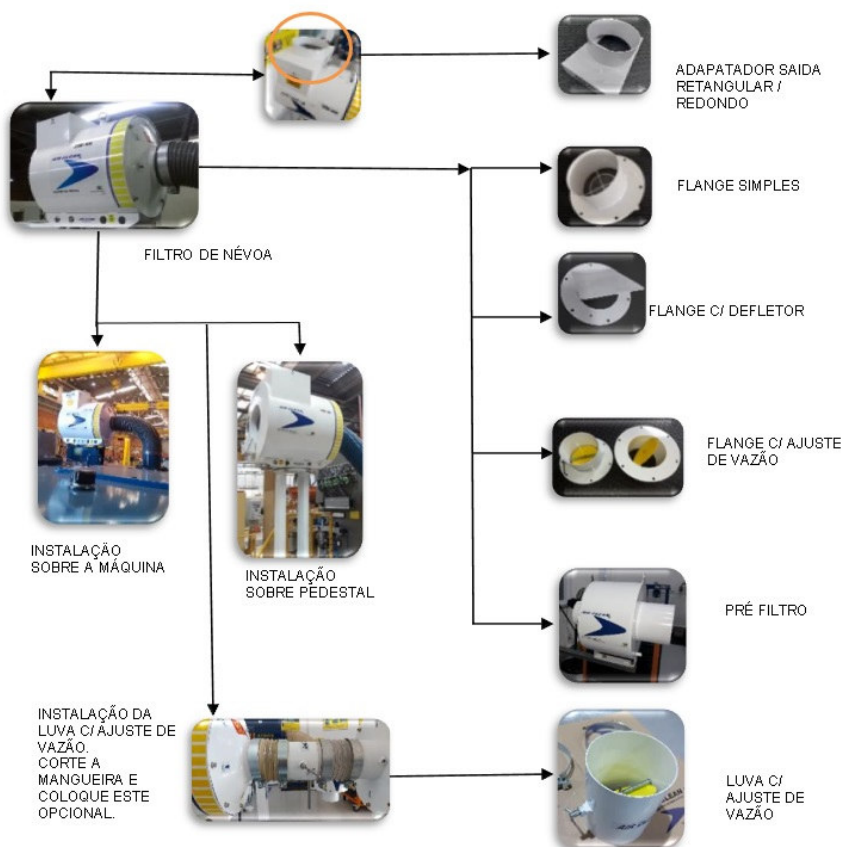 ADAPATADOR SAIDA
RETANGULAR /
REDONDO
FLANGE SIMPLES
FILTRO DE NÉVOA
FLANGE C/ DEFLETOR
FLANGE C/ AJUSTE
DE VAZÃO
INSTALAÇÃO
SOBRE A MÁQUINA
INSTALAÇÃO
SOBRE PEDESTAL
PRÉ FILTRO
INSTALAÇÃO DA
LUVA C/ AJUSTE DE
VAZÃO.
CORTE A
MANGUEIRA E
COLOQUE ESTE
OPCIONAL.
LUVA C/
AJUSTE DE
VAZÃO